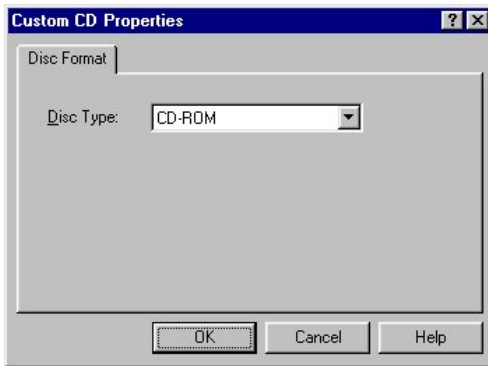 Custom CD Properties
Disc Format
Disc Type: CD-ROM
OK Cancel Help